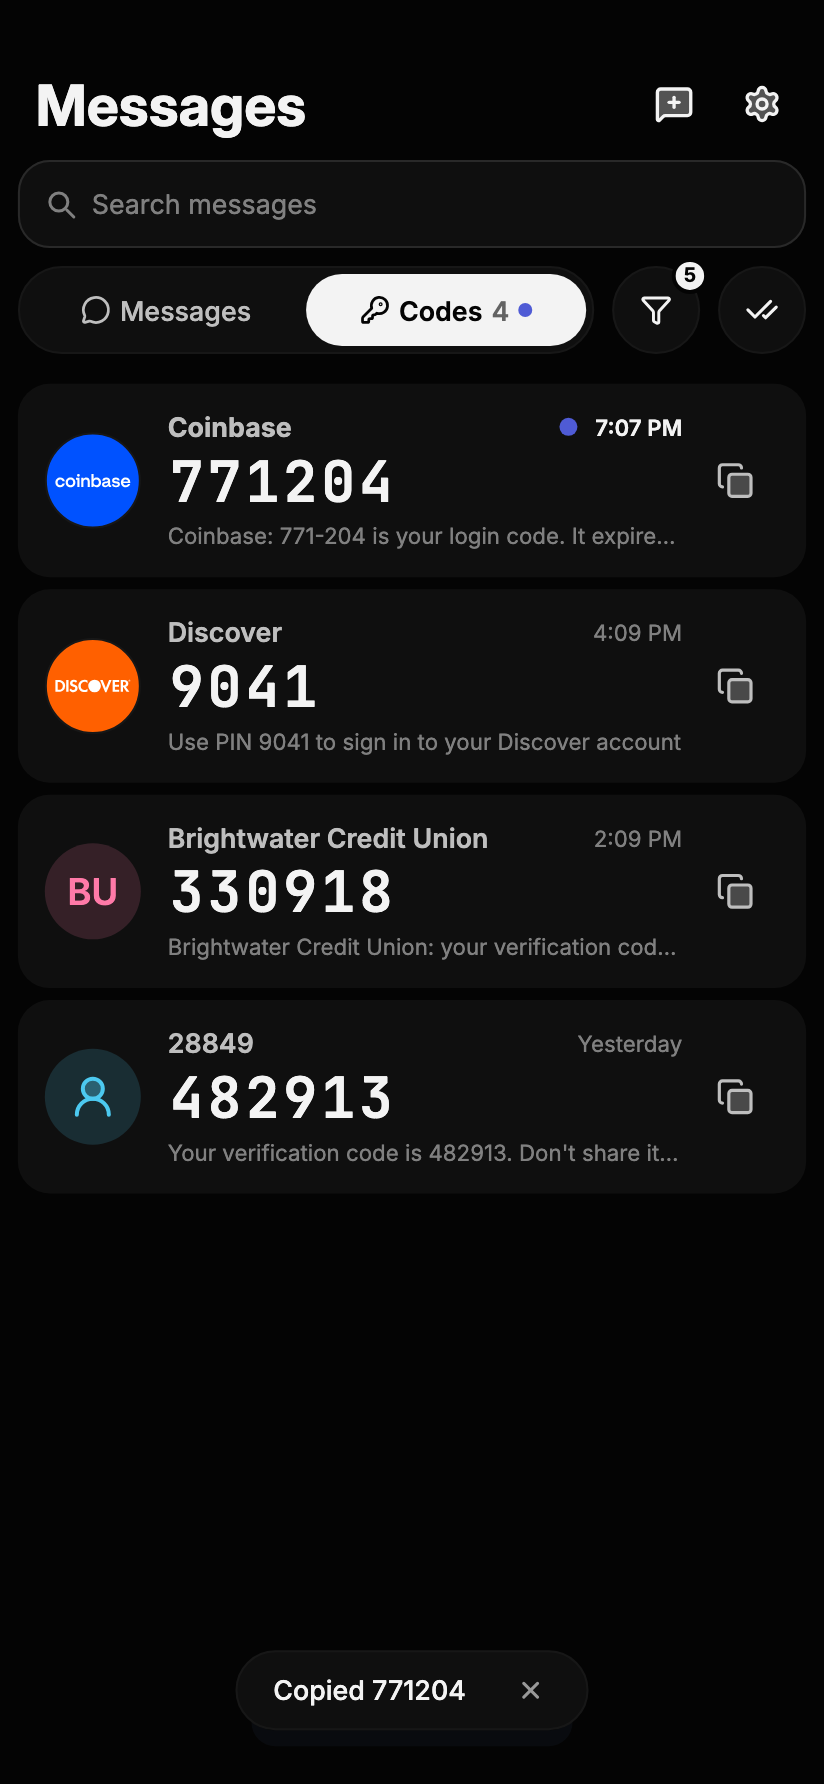 Messages
Search messages
Messages
Codes 4
5
Coinbase
7:07 PM
coinbase
771204
Coinbase: 771-204 is your login code. It expire...
Discover
4:09 PM
DISCOVER
9041
Use PIN 9041 to sign in to your Discover account
Brightwater Credit Union
2:09 PM
BU
330918
Brightwater Credit Union: your verification cod...
28849
Yesterday
482913
Your verification code is 482913. Don't share it...
Copied 771204